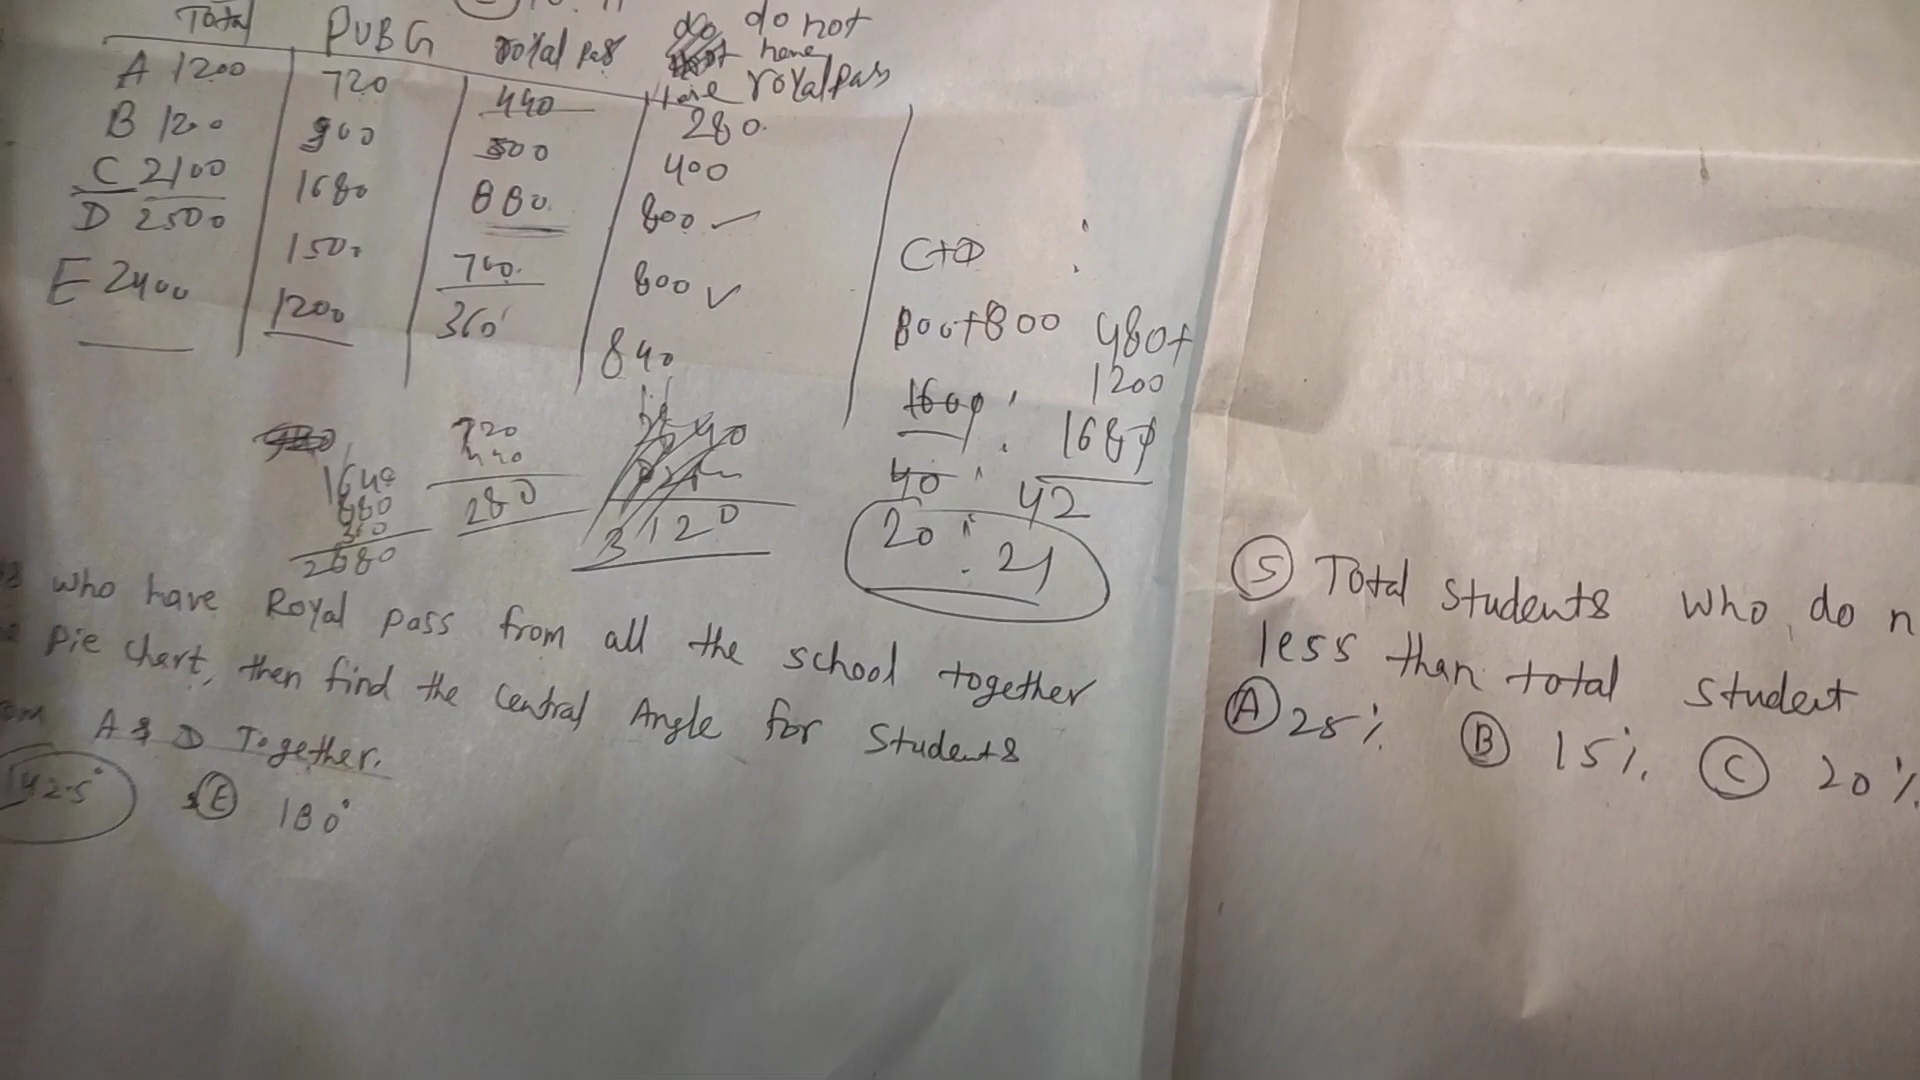 Total PUBG Royal pass do not
have
Royal pass
A 1200 720 440 280
B 1200 900 500 400
C 2100 1680 880 800
D 2500 1500 700 800
E 2400 1200 360 840
C+D :
800+800 480+
1200
1600 : 1680
40 : 42
20 : 21
1640
880
360
2880
720
440
280
3120
who have Royal pass from all the school together
Pie chart, then find the central Angle for Students
A & D Together.
142.5° (E) 180°
(5) Total students who do n
less than total student
(A) 25% (B) 15% (C) 20%